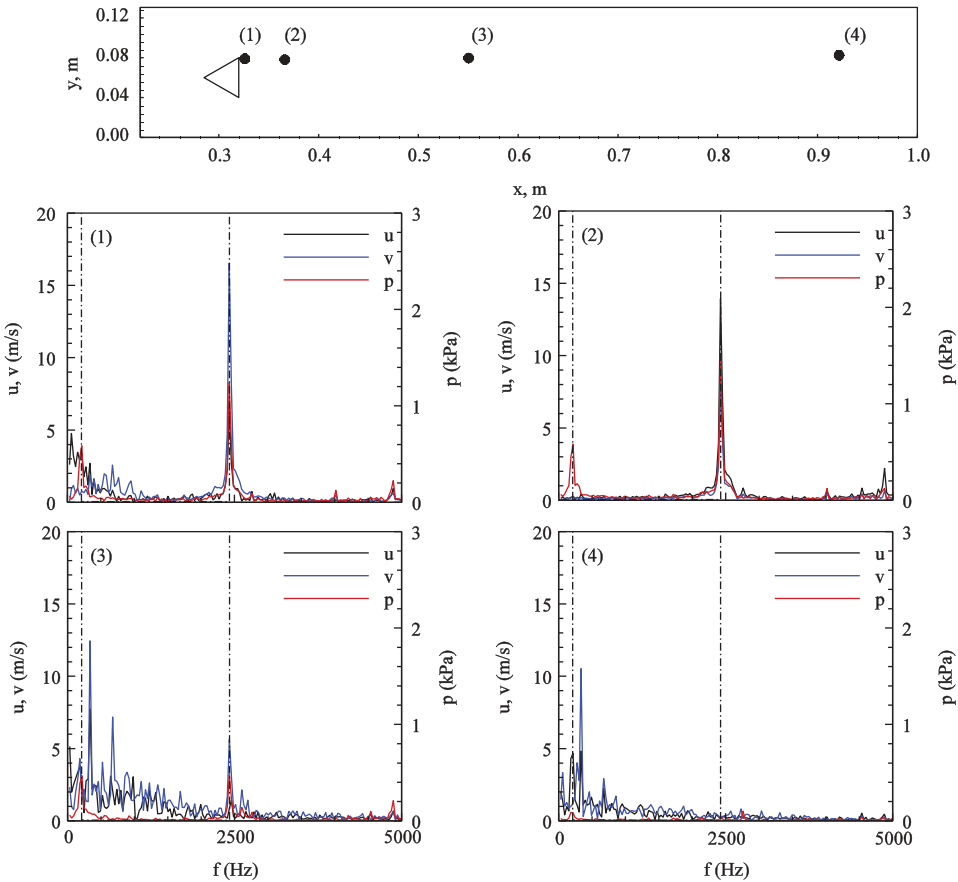 0.12
0.08
0.04
0.00
y, m
(1)
(2)
(3)
(4)
0.3 0.4 0.5 0.6 0.7 0.8 0.9 1.0
x, m
20
15
10
5
0
u, v (m/s)
(1)
u
v
p
3
2
1
0
p (kPa)
20
15
10
5
0
u, v (m/s)
(2)
u
v
p
3
2
1
0
p (kPa)
20
15
10
5
0
u, v (m/s)
(3)
u
v
p
3
2
1
0
p (kPa)
0 2500 5000
f (Hz)
20
15
10
5
0
u, v (m/s)
(4)
u
v
p
3
2
1
0
p (kPa)
0 2500 5000
f (Hz)